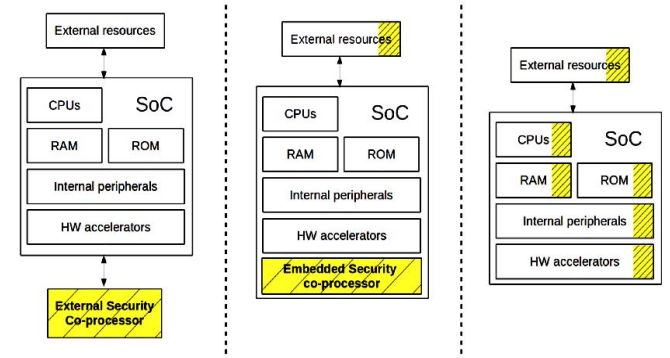 External resources
CPUs
SoC
RAM
ROM
Internal peripherals
HW accelerators
External Security
Co-processor
External resources
CPUs
SoC
RAM
ROM
Internal peripherals
HW accelerators
Embedded Security
co-processor
External resources
CPUs
SoC
RAM
ROM
Internal peripherals
HW accelerators